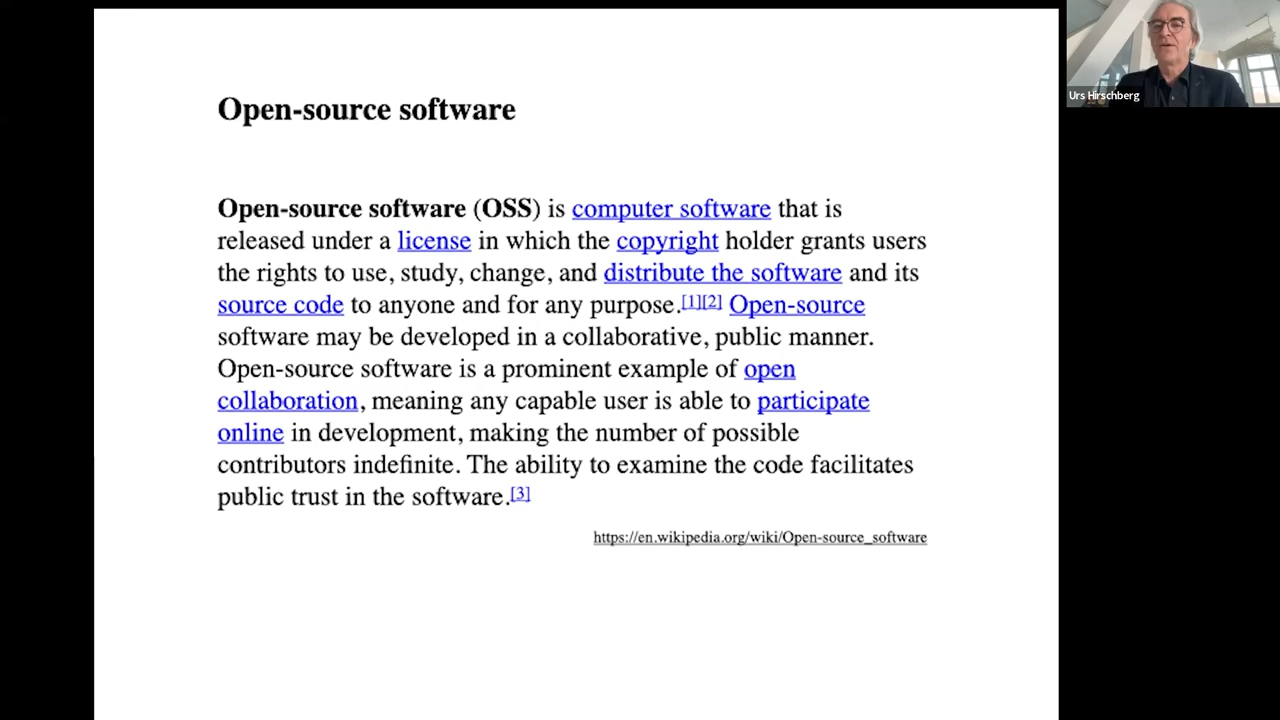 Open-source software
Open-source software (OSS) is computer software that is
released under a license in which the copyright holder grants users
the rights to use, study, change, and distribute the software and its
source code to anyone and for any purpose.[1][2] Open-source
software may be developed in a collaborative, public manner.
Open-source software is a prominent example of open
collaboration, meaning any capable user is able to participate
online in development, making the number of possible
contributors indefinite. The ability to examine the code facilitates
public trust in the software.[3]
https://en.wikipedia.org/wiki/Open-source_software
Urs Hirschberg